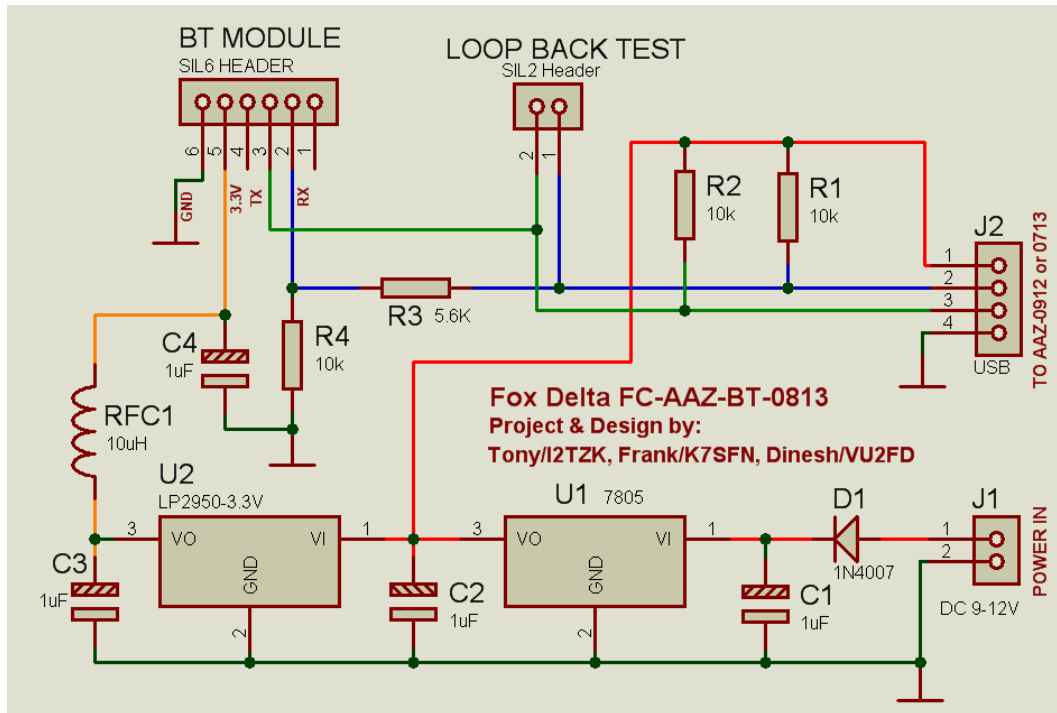 BT MODULE
SIL6 HEADER
6
5
4
3
2
1
GND
3.3V
TX
RX
LOOP BACK TEST
SIL2 Header
2
1
R2
10k
R1
10k
J2
1
2
3
4
USB
TO AAZ-0912 or 0713
R3
5.6K
R4
10k
C4
1uF
RFC1
10uH
Fox Delta FC-AAZ-BT-0813
Project & Design by:
Tony/I2TZK, Frank/K7SFN, Dinesh/VU2FD
U2
LP2950-3.3V
3
VO
VI
1
GND
2
C3
1uF
C2
1uF
U1
7805
3
VO
VI
1
GND
2
C1
1uF
D1
1N4007
J1
1
2
DC 9-12V
POWER IN